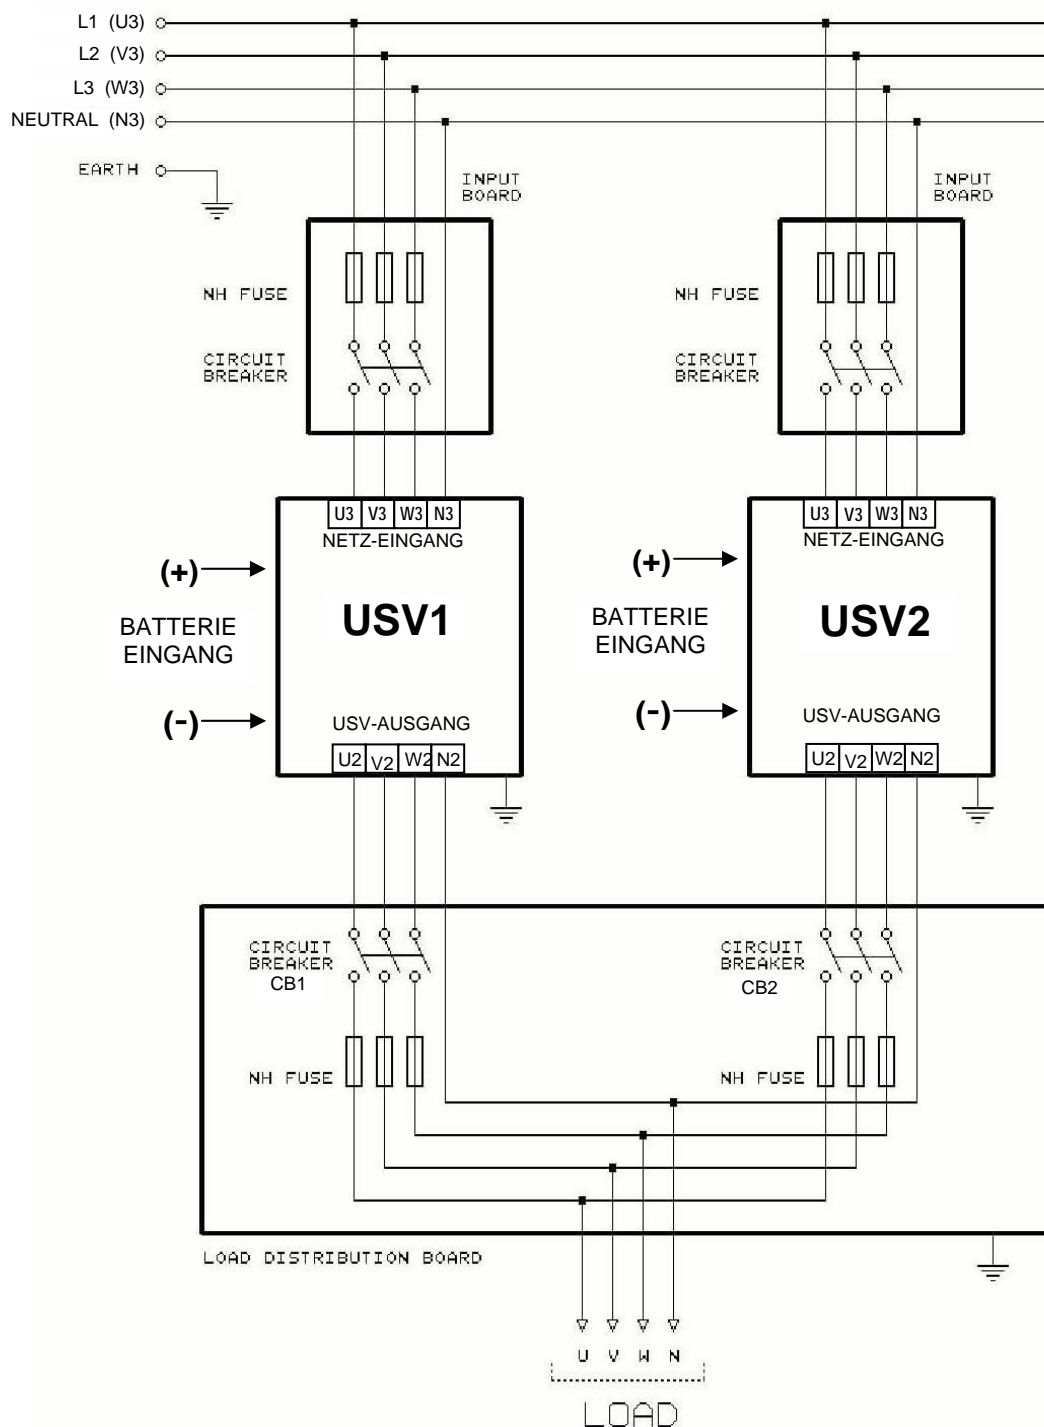 L1 (U3)
L2 (V3)
L3 (W3)
NEUTRAL (N3)
EARTH
INPUT
BOARD
INPUT
BOARD
NH FUSE
NH FUSE
CIRCUIT
BREAKER
CIRCUIT
BREAKER
U3 V3 W3 N3
NETZ-EINGANG
U3 V3 W3 N3
NETZ-EINGANG
(+)
(+)
USV1
USV2
BATTERIE
EINGANG
BATTERIE
EINGANG
(-)
(-)
USV-AUSGANG
USV-AUSGANG
U2 V2 W2 N2
U2 V2 W2 N2
CIRCUIT
BREAKER
CB1
CIRCUIT
BREAKER
CB2
NH FUSE
NH FUSE
LOAD DISTRIBUTION BOARD
U V W N
LOAD